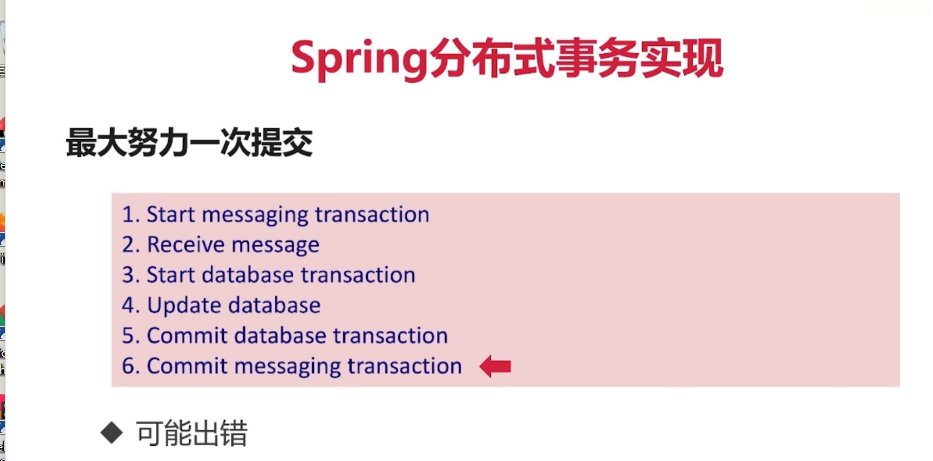 Spring分布式事务实现
最大努力一次提交
1. Start messaging transaction
2. Receive message
3. Start database transaction
4. Update database
5. Commit database transaction
6. Commit messaging transaction
可能出错